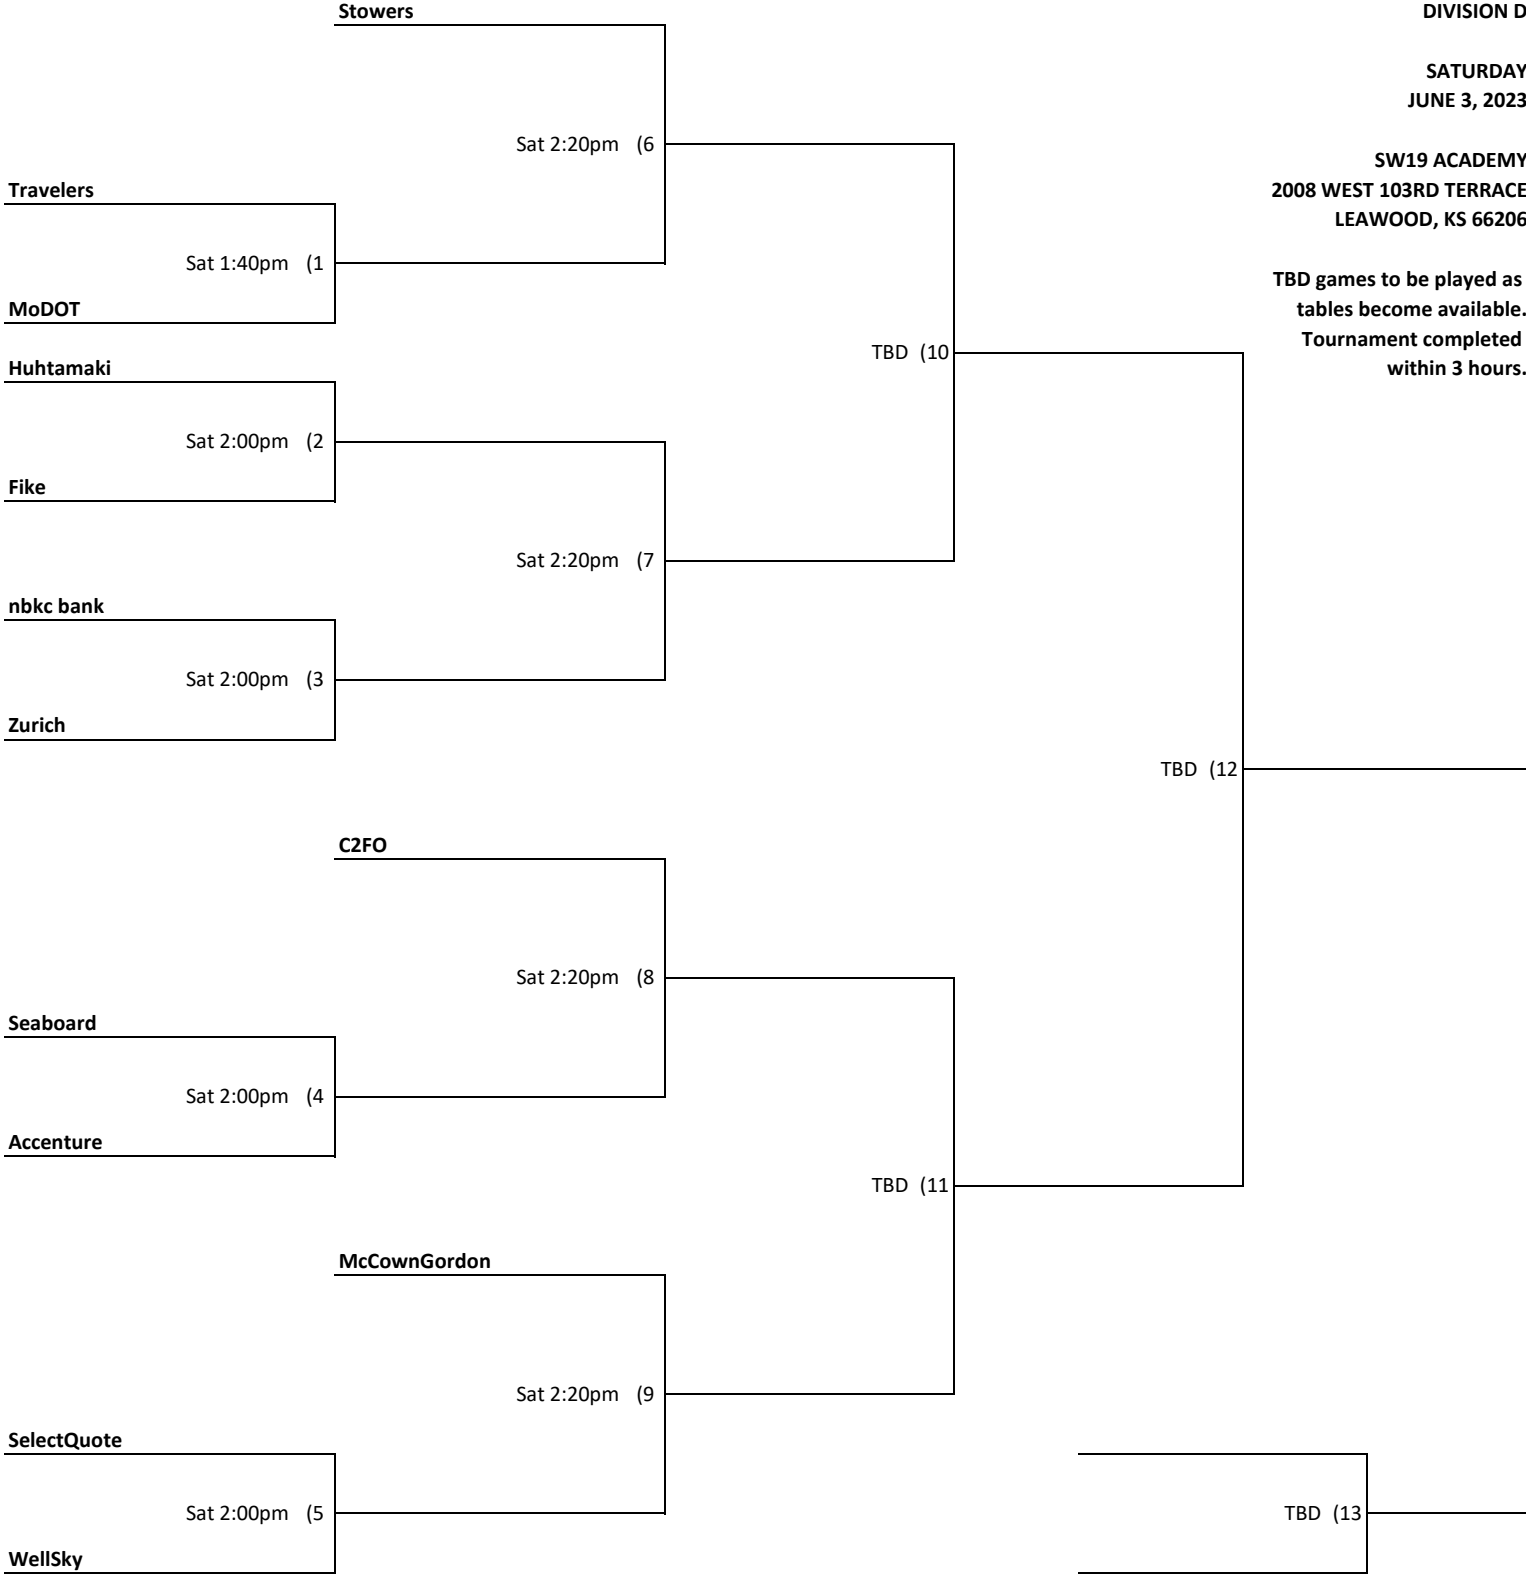 Stowers
DIVISION D
SATURDAY
JUNE 3, 2023
Sat 2:20pm (6
SW19 ACADEMY
Travelers
2008 WEST 103RD TERRACE
LEAWOOD, KS 66206
Sat 1:40pm (1
TBD games to be played as
MoDOT
tables become available.
Tournament completed
TBD (10
Huhtamaki
within 3 hours.
Sat 2:00pm (2
Fike
Sat 2:20pm (7
nbkc bank
Sat 2:00pm (3
Zurich
TBD (12
C2FO
Sat 2:20pm (8
Seaboard
Sat 2:00pm (4
Accenture
TBD (11
McCownGordon
Sat 2:20pm (9
SelectQuote
Sat 2:00pm (5
TBD (13
WellSky